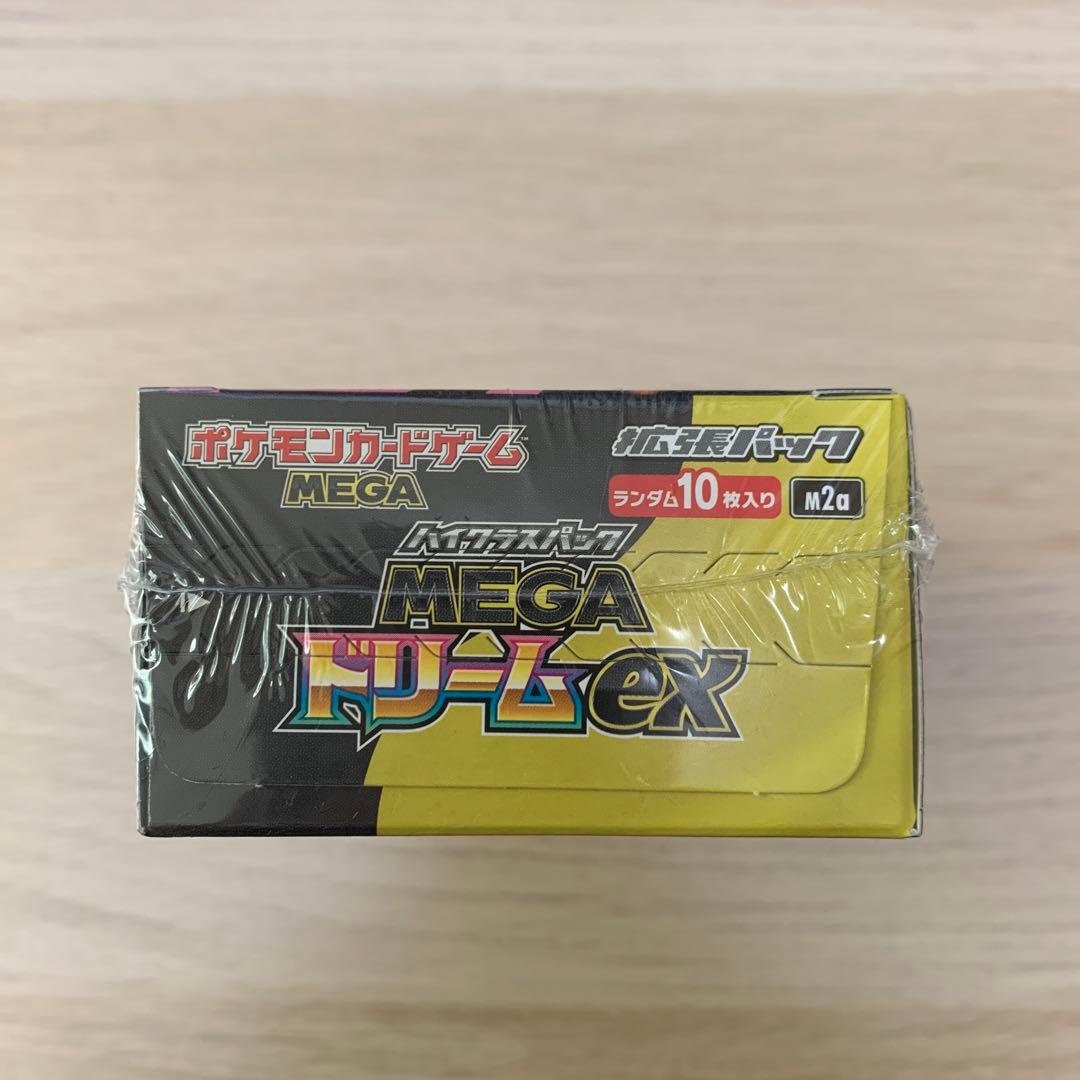 ポケモンカードゲーム™
MEGA
拡張パック
ランダム10枚入り
M2a
ハイクラスパック
MEGA
ドリームex